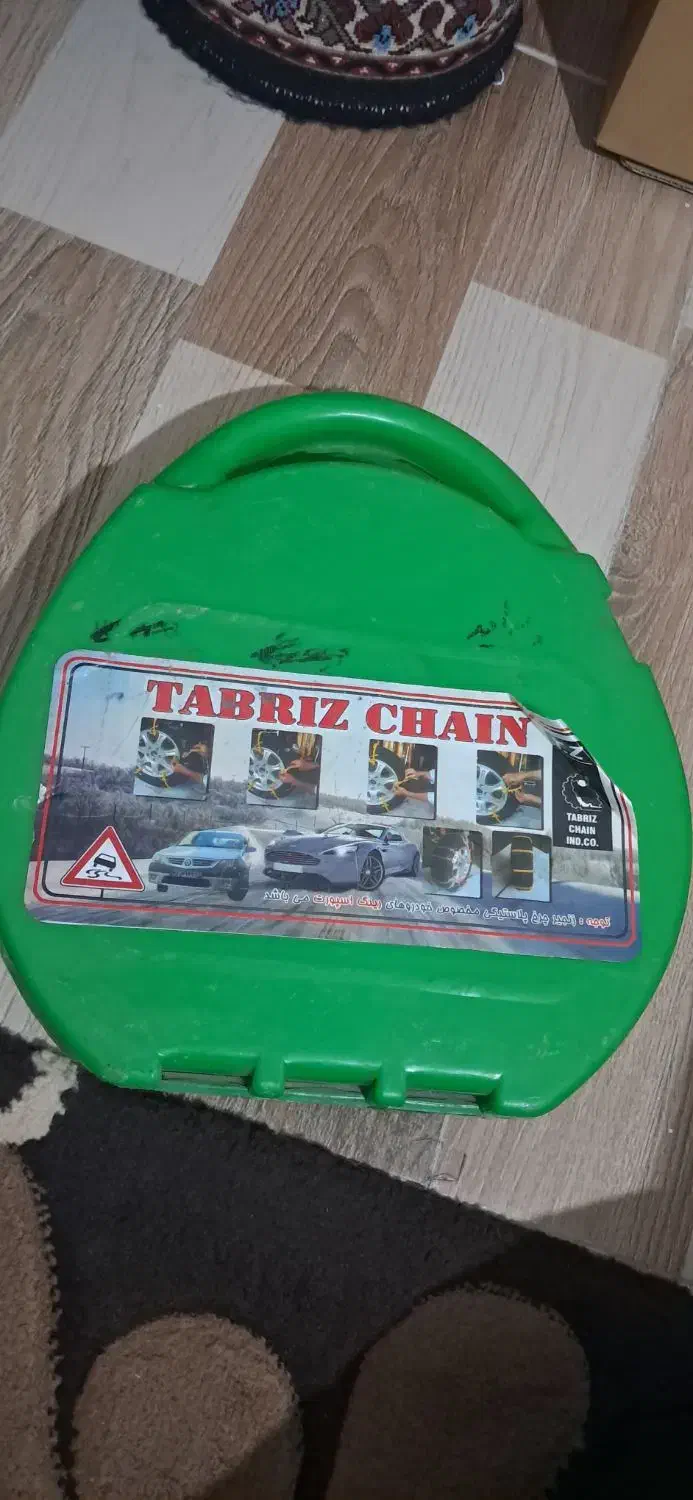 TABRIZ CHAIN
TABRIZ
CHAIN
IND.CO.
توجه : زنجیر چرخ پلاستیکی مخصوص خودروهای رینگ اسپورت می باشد